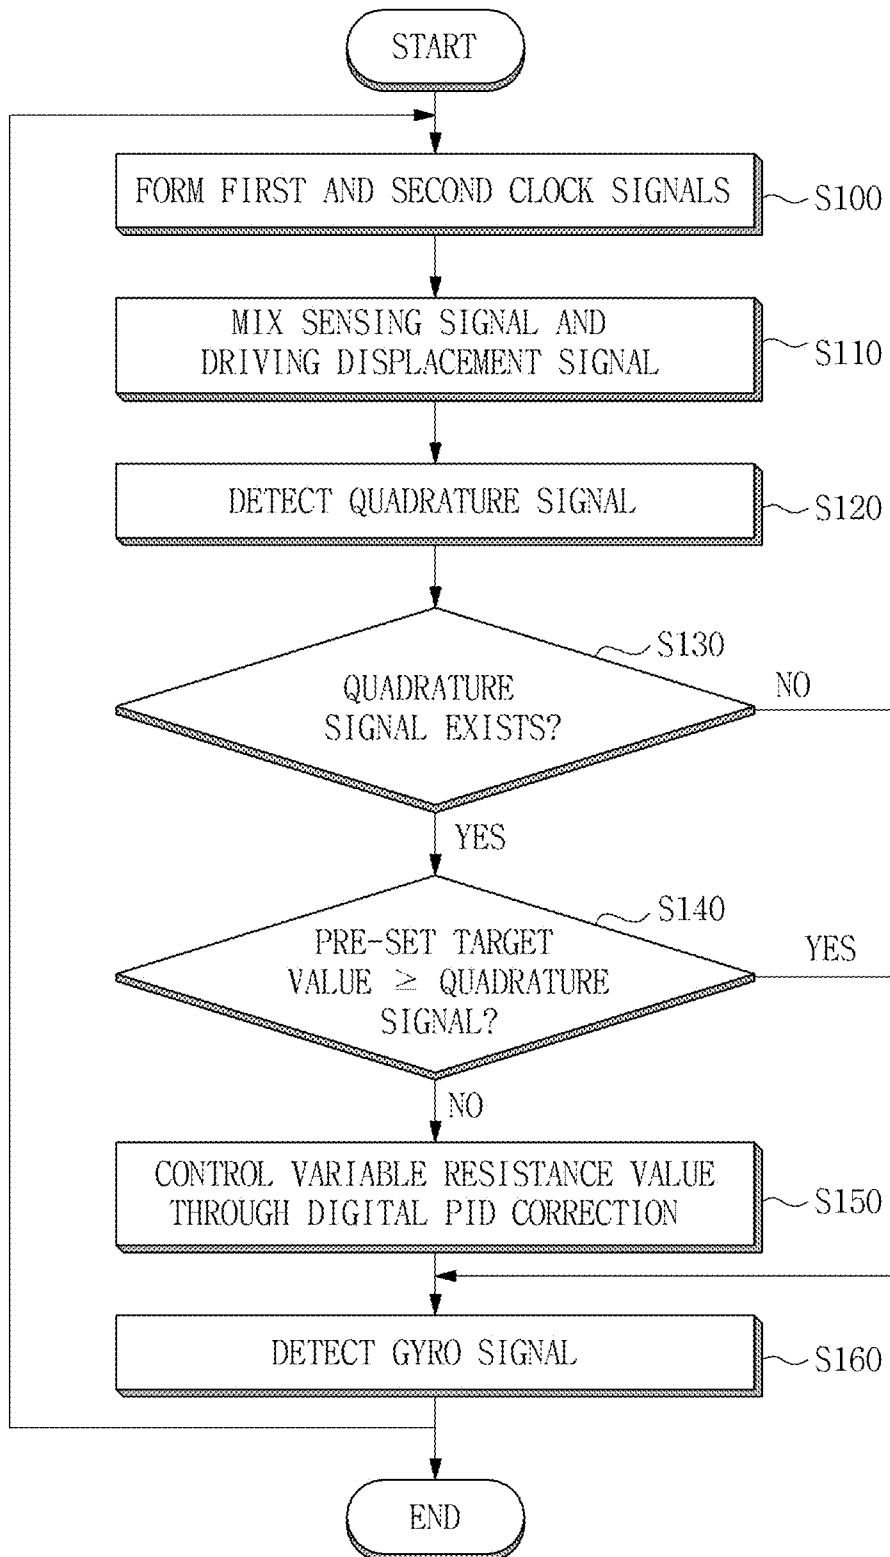 START
FORM FIRST AND SECOND CLOCK SIGNALS
S100
MIX SENSING SIGNAL AND
DRIVING DISPLACEMENT SIGNAL
S110
DETECT QUADRATURE SIGNAL
S120
S130
QUADRATURE
SIGNAL EXISTS?
NO
YES
S140
PRE-SET TARGET
VALUE ≥ QUADRATURE
SIGNAL?
YES
NO
CONTROL VARIABLE RESISTANCE VALUE
THROUGH DIGITAL PID CORRECTION
S150
DETECT GYRO SIGNAL
S160
END